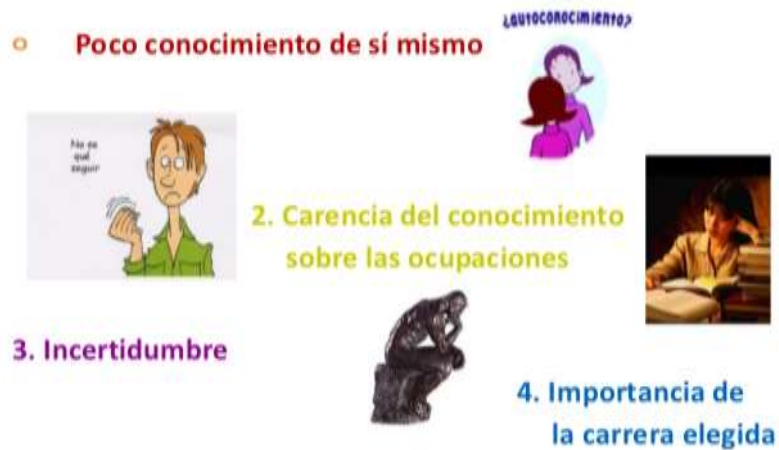 ¿autoconocimiento?
o Poco conocimiento de sí mismo
No se
qué
seguir
2. Carencia del conocimiento
sobre las ocupaciones
3. Incertidumbre
4. Importancia de
la carrera elegida